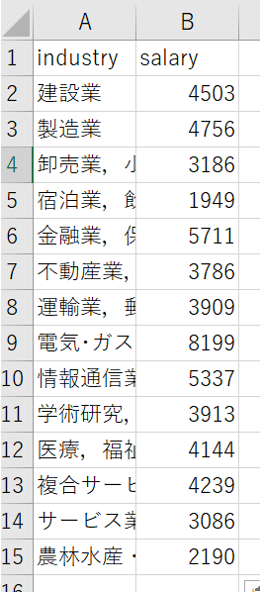 A B
1 industry salary
2 建設業 4503
3 製造業 4756
4 卸売業, 小 3186
5 宿泊業, 飲 1949
6 金融業, 保 5711
7 不動産業, 3786
8 運輸業, 郵 3909
9 電気・ガス 8199
10 情報通信業 5337
11 学術研究, 3913
12 医療, 福祉 4144
13 複合サービ 4239
14 サービス業 3086
15 農林水産・ 2190
16